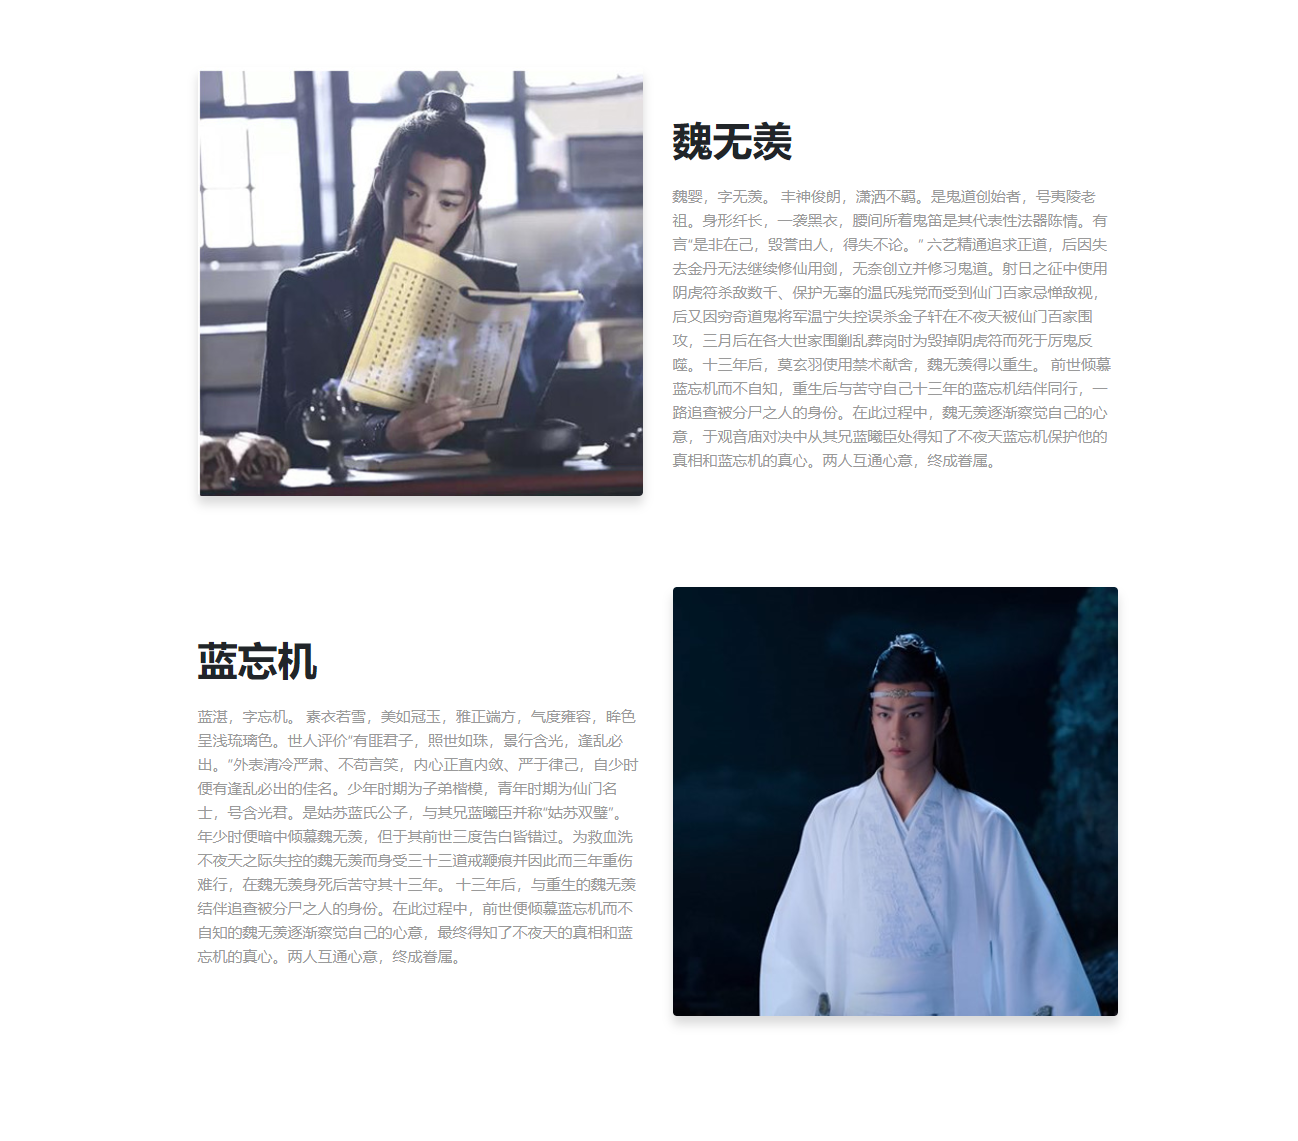 魏无羡
魏婴，字无羡。 丰神俊朗，潇洒不羁。是鬼道创始者，号夷陵老
祖。身形纤长，一袭黑衣，腰间所着鬼笛是其代表性法器陈情。有
言“是非在己，毁誉由人，得失不论。” 六艺精通追求正道，后因失
去金丹无法继续修仙用剑，无奈创立并修习鬼道。射日之征中使用
阴虎符杀敌数千、保护无辜的温氏残党而受到仙门百家忌惮敌视，
后又因穷奇道鬼将军温宁失控误杀金子轩在不夜天被仙门百家围
攻，三月后在各大世家围剿乱葬岗时为毁掉阴虎符而死于厉鬼反
噬。十三年后，莫玄羽使用禁术献舍，魏无羡得以重生。 前世倾慕
蓝忘机而不自知，重生后与苦守自己十三年的蓝忘机结伴同行，一
路追查被分尸之人的身份。在此过程中，魏无羡逐渐察觉自己的心
意，于观音庙对决中从其兄蓝曦臣处得知了不夜天蓝忘机保护他的
真相和蓝忘机的真心。两人互通心意，终成眷属。
蓝忘机
蓝湛，字忘机。 素衣若雪，美如冠玉，雅正端方，气度雍容，眸色
呈浅琉璃色。世人评价“有匪君子，照世如珠，景行含光，逢乱必
出。”外表清冷严肃、不苟言笑，内心正直内敛、严于律己，自少时
便有逢乱必出的佳名。少年时期为子弟楷模，青年时期为仙门名
士，号含光君。是姑苏蓝氏公子，与其兄蓝曦臣并称“姑苏双璧”。
年少时便暗中倾慕魏无羡，但于其前世三度告白皆错过。为救血洗
不夜天之际失控的魏无羡而身受三十三道戒鞭痕并因此而三年重伤
难行，在魏无羡身死后苦守其十三年。 十三年后，与重生的魏无羡
结伴追查被分尸之人的身份。在此过程中，前世便倾慕蓝忘机而不
自知的魏无羡逐渐察觉自己的心意，最终得知了不夜天的真相和蓝
忘机的真心。两人互通心意，终成眷属。